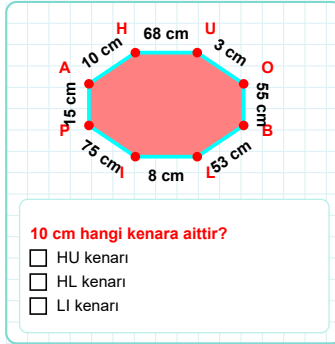 H 68 cm U
10 cm 3 cm
A O
15 cm 55 cm
P B
75 cm 53 cm
I 8 cm L
10 cm hangi kenara aittir?
HU kenarı
HL kenarı
LI kenarı